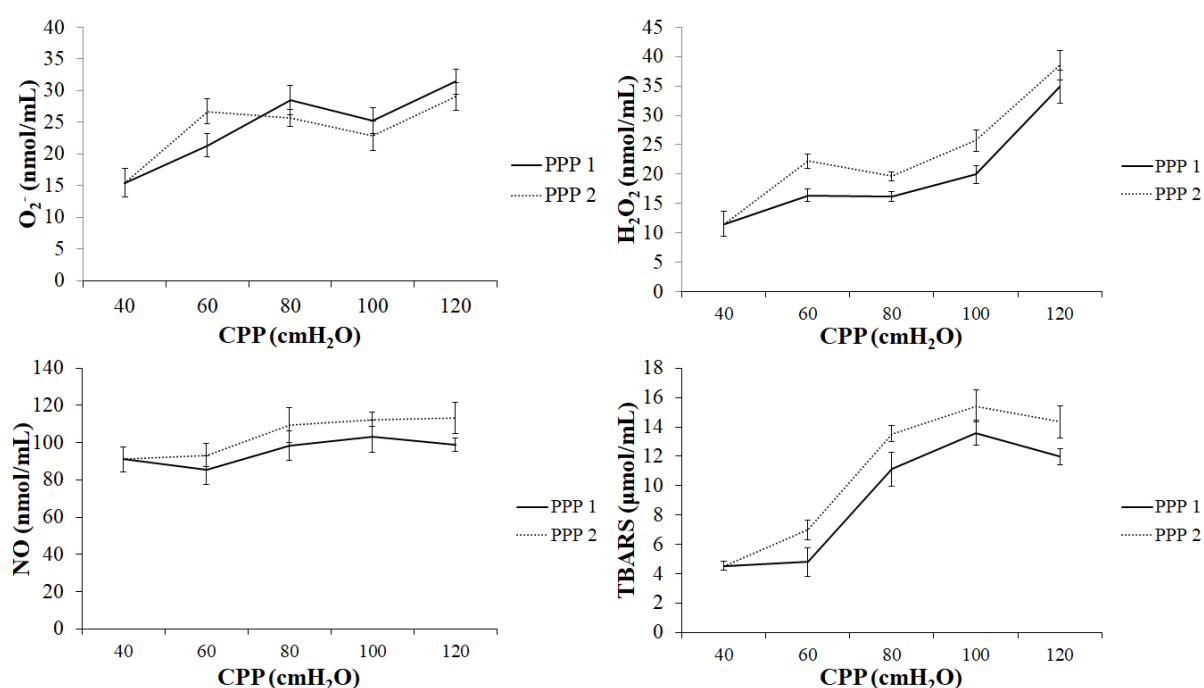 40
35
30
25
20
15
10
5
0
O₂⁻ (nmol/mL)
40 60 80 100 120
CPP (cmH₂O)
PPP 1
PPP 2
45
40
35
30
25
20
15
10
5
0
H₂O₂ (nmol/mL)
40 60 80 100 120
CPP (cmH₂O)
PPP 1
PPP 2
140
120
100
80
60
40
20
0
NO (nmol/mL)
40 60 80 100 120
CPP (cmH₂O)
PPP 1
PPP 2
18
16
14
12
10
8
6
4
2
0
TBARS (µmol/mL)
40 60 80 100 120
CPP (cmH₂O)
PPP 1
PPP 2